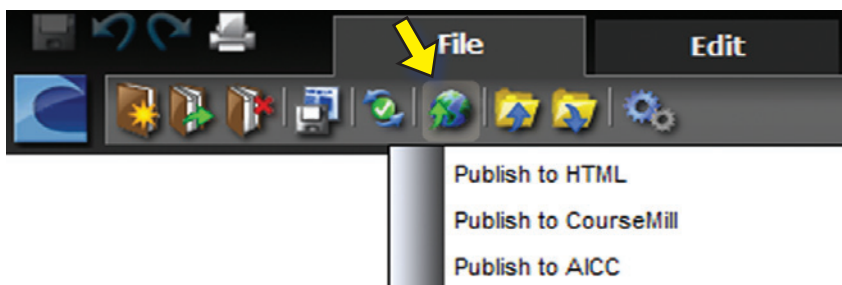 File Edit
Publish to HTML
Publish to CourseMill
Publish to AICC